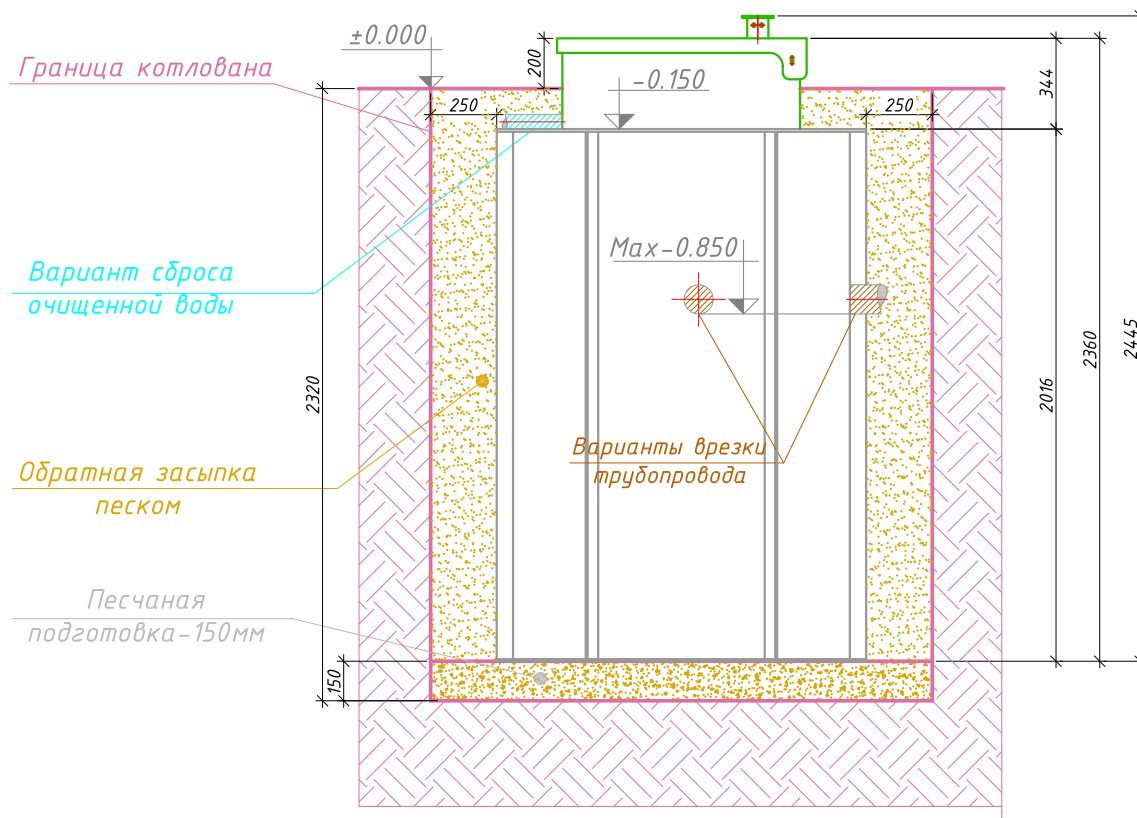 ±0.000
Граница котлована
200
-0.150
344
250
250
Max-0.850
Вариант сброса
очищенной воды
2320
2016
2360
2445
Обратная засыпка
песком
Варианты врезки
трубопровода
Песчаная
подготовка-150мм
150